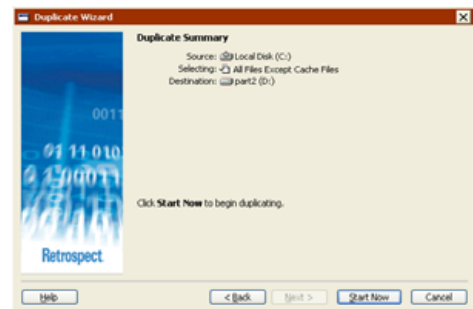 Duplicate Wizard
Duplicate Summary
Source: Local Disk (C:)
Selecting: All Files Except Cache Files
Destination: part2 (D:)
0011
01 11 010
Click Start Now to begin duplicating.
Retrospect
Help
< Back
Next >
Start Now
Cancel